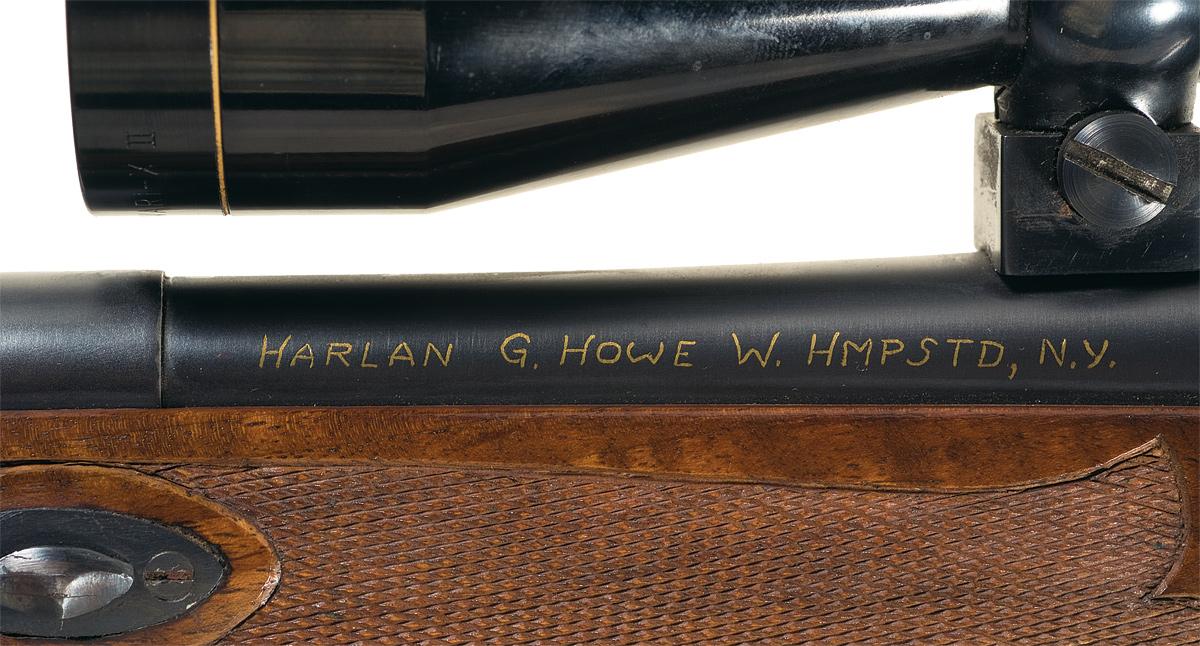 HARLAN G. HOWE W. HMPSTD, N.Y.